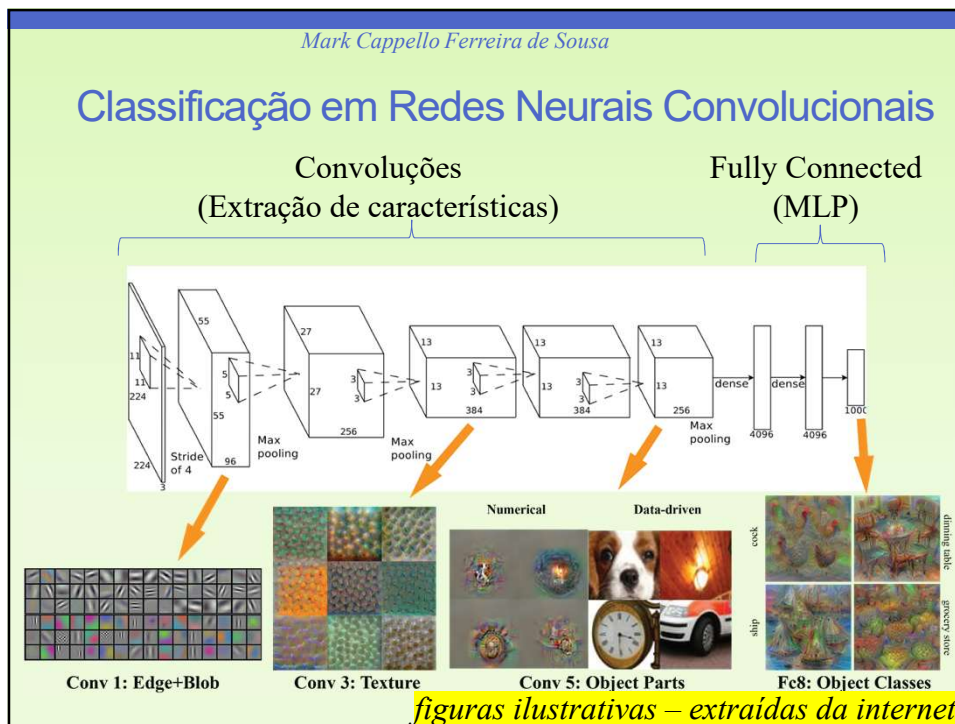 Mark Cappello Ferreira de Sousa
Classificação em Redes Neurais Convolucionais
Convoluções
(Extração de características)
Fully Connected
(MLP)
11
11
224
224
3
Stride
of 4
55
55
96
5
5
Max
pooling
27
27
256
3
3
Max
pooling
13
13
384
3
3
13
13
384
3
3
13
13
256
Max
pooling
dense
4096
dense
4096
1000
Numerical
Data-driven
cock
dinning table
ship
grocery store
Conv 1: Edge+Blob
Conv 3: Texture
Conv 5: Object Parts
Fc8: Object Classes
figuras ilustrativas – extraídas da internet